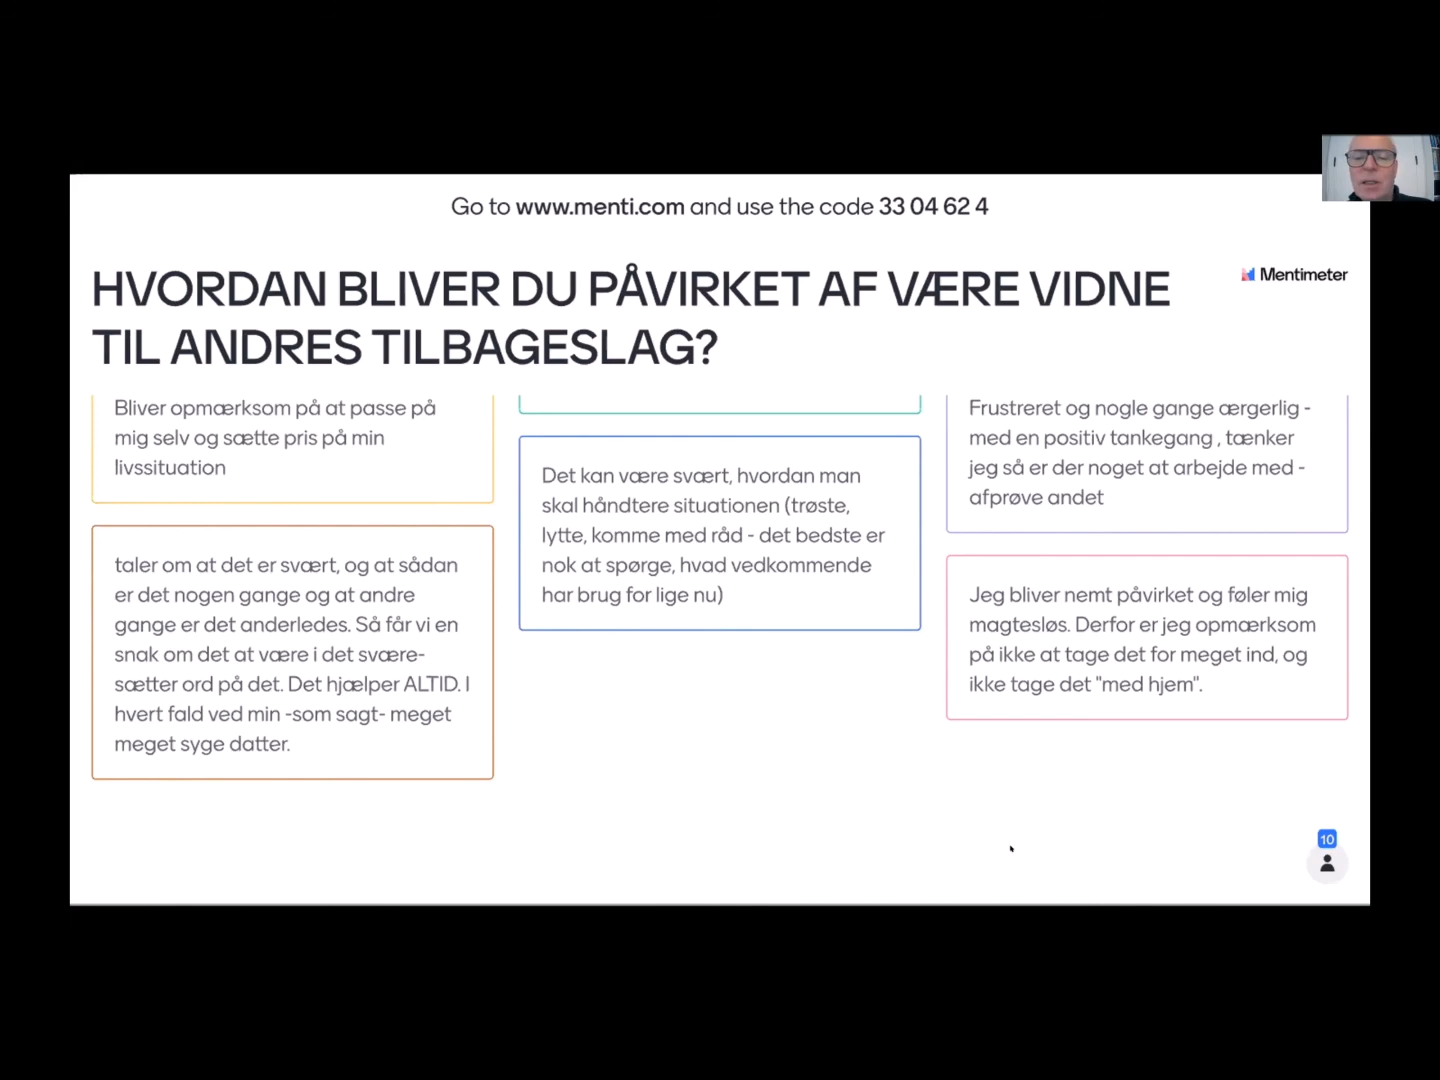 Go to www.menti.com and use the code 33 04 62 4
HVORDAN BLIVER DU PÅVIRKET AF VÆRE VIDNE
TIL ANDRES TILBAGESLAG?
Mentimeter
Bliver opmærksom på at passe på
mig selv og sætte pris på min
livssituation
taler om at det er svært, og at sådan
er det nogen gange og at andre
gange er det anderledes. Så får vi en
snak om det at være i det svære-
sætter ord på det. Det hjælper ALTID. I
hvert fald ved min -som sagt- meget
meget syge datter.
Det kan være svært, hvordan man
skal håndtere situationen (trøste,
lytte, komme med råd - det bedste er
nok at spørge, hvad vedkommende
har brug for lige nu)
Frustreret og nogle gange ærgerlig -
med en positiv tankegang , tænker
jeg så er der noget at arbejde med -
afprøve andet
Jeg bliver nemt påvirket og føler mig
magtesløs. Derfor er jeg opmærksom
på ikke at tage det for meget ind, og
ikke tage det "med hjem".
10